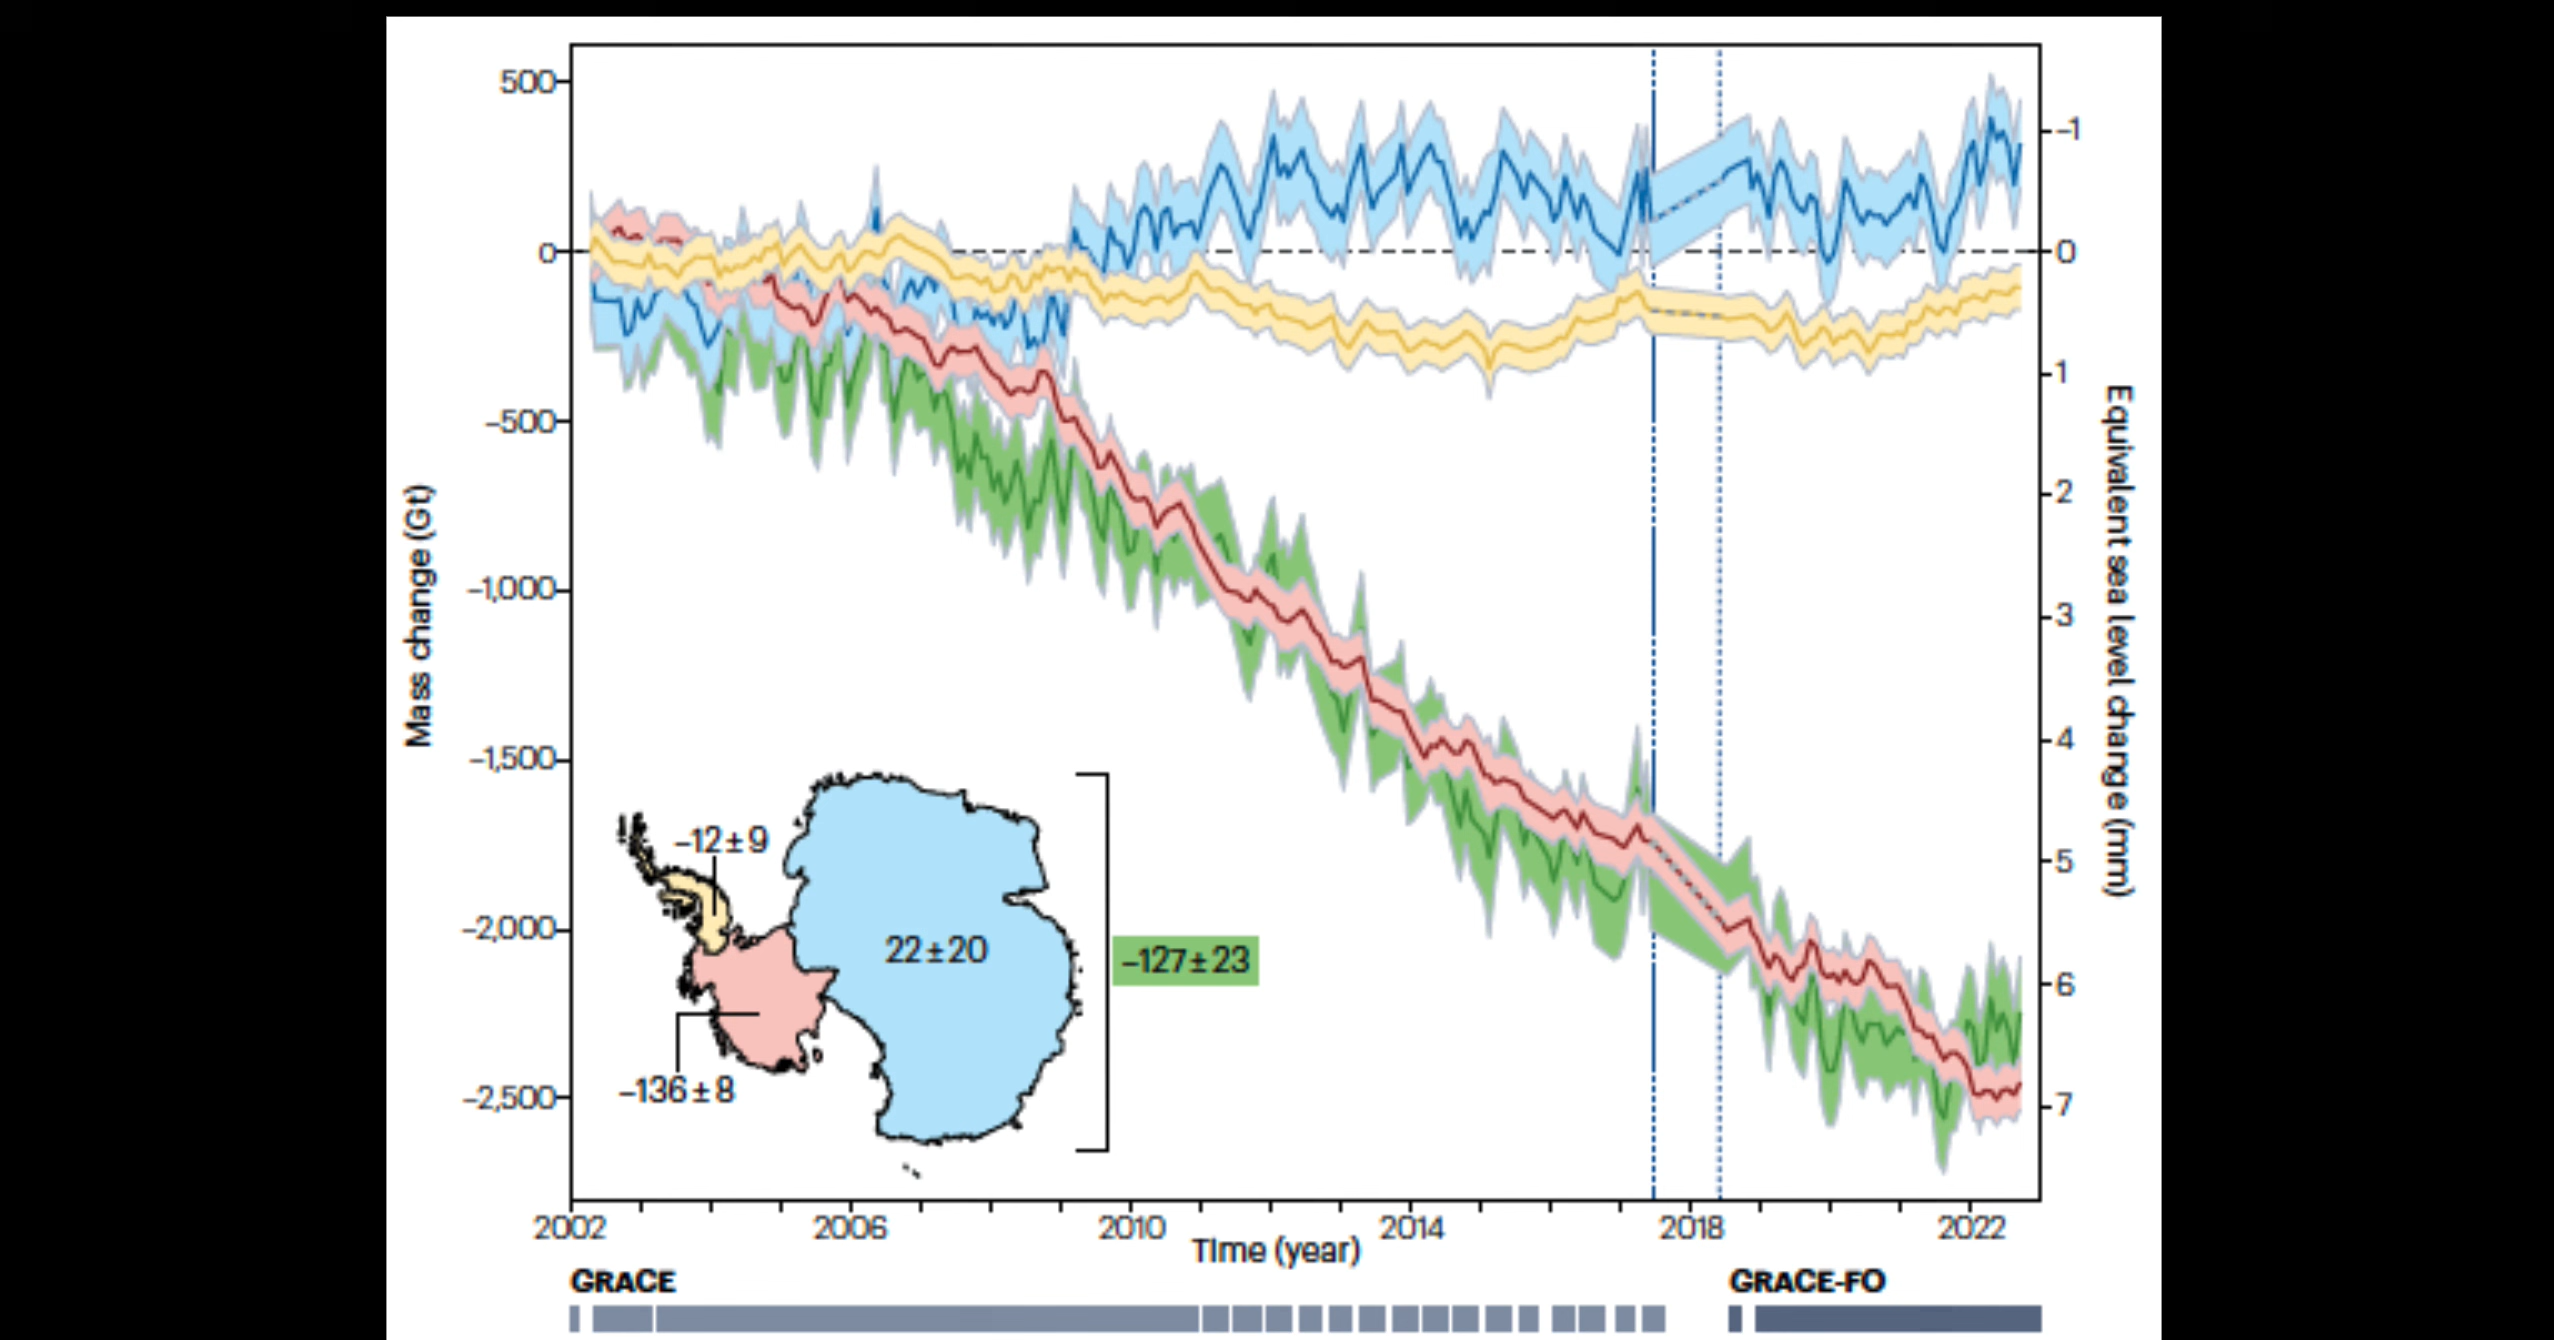 500
0
−500
−1,000
−1,500
−2,000
−2,500
Mass change (Gt)
−1
0
1
2
3
4
5
6
7
Equivalent sea level change (mm)
−12 ± 9
22 ± 20
−127 ± 23
−136 ± 8
2002 2006 2010 2014 2018 2022
Time (year)
GRACE GRACE-FO